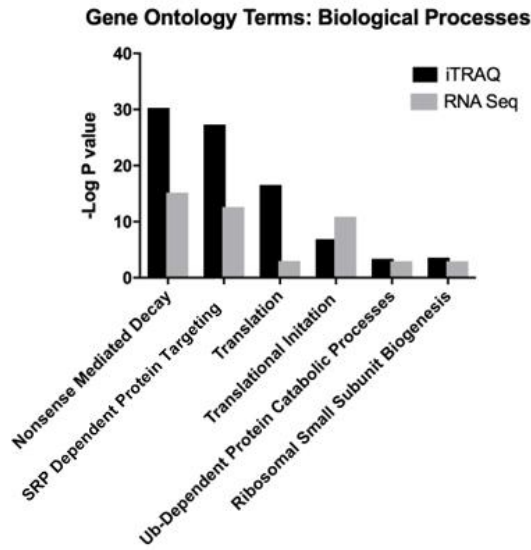 Gene Ontology Terms: Biological Processes
iTRAQ
RNA Seq
-Log P value
40
30
20
10
0
Nonsense Mediated Decay
SRP Dependent Protein Targeting
Translation
Translational Initation
Ub-Dependent Protein Catabolic Processes
Ribosomal Small Subunit Biogenesis